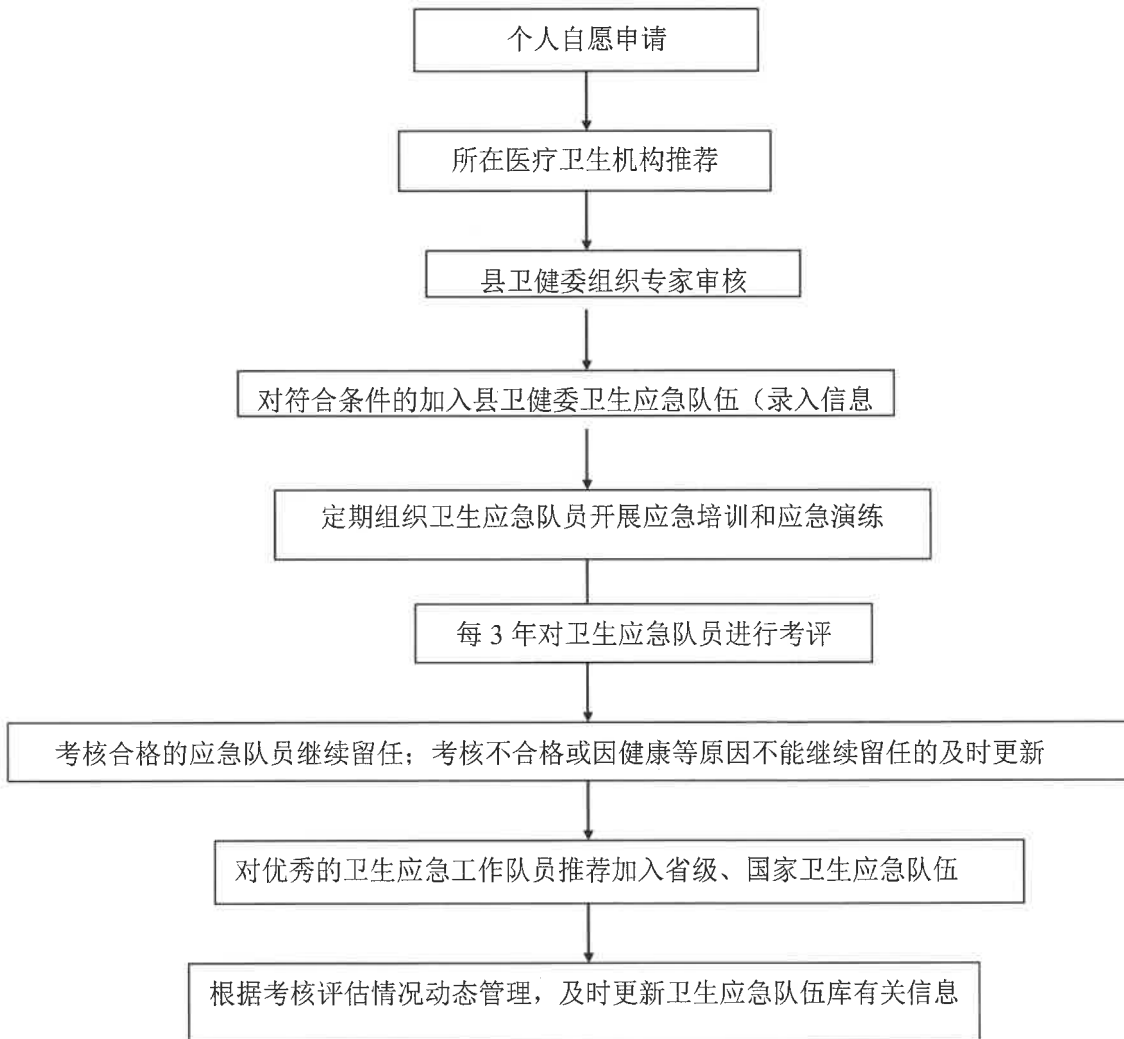 个人自愿申请
所在医疗卫生机构推荐
县卫健委组织专家审核
对符合条件的加入县卫健委卫生应急队伍（录入信息
定期组织卫生应急队员开展应急培训和应急演练
每 3 年对卫生应急队员进行考评
考核合格的应急队员继续留任；考核不合格或因健康等原因不能继续留任的及时更新
对优秀的卫生应急工作队员推荐加入省级、国家卫生应急队伍
根据考核评估情况动态管理，及时更新卫生应急队伍库有关信息